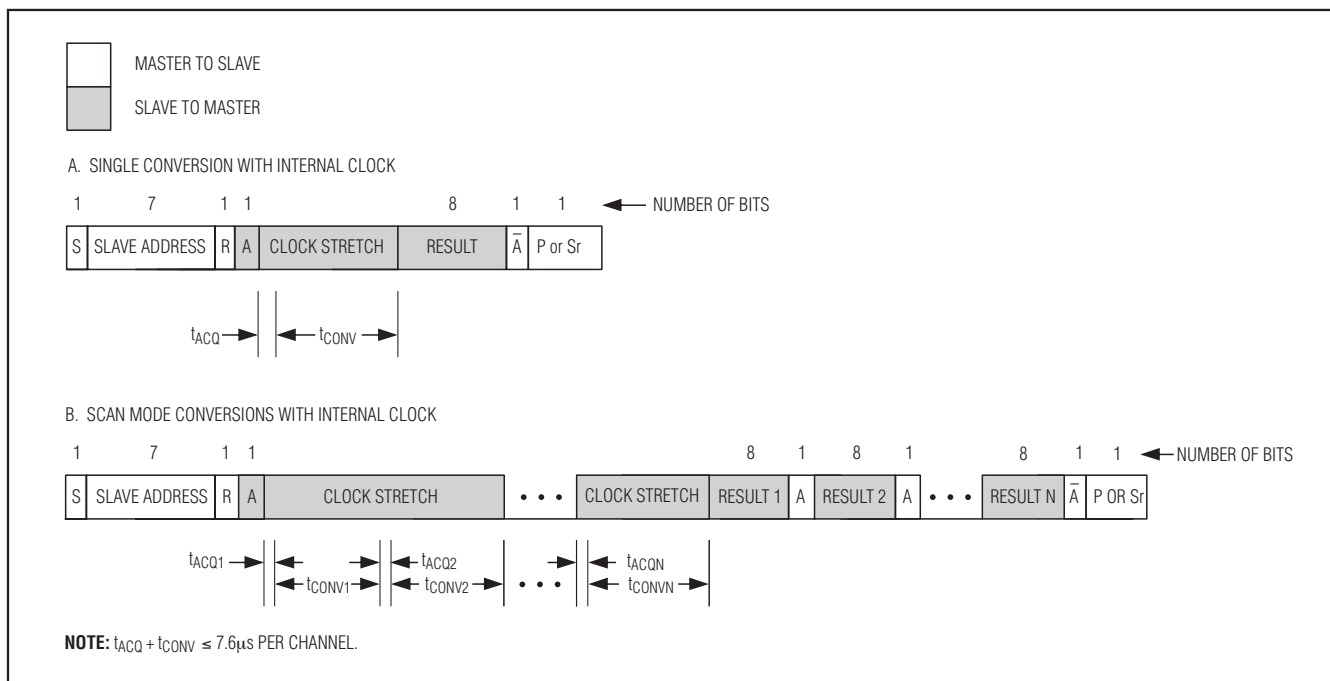 MASTER TO SLAVE
SLAVE TO MASTER
A. SINGLE CONVERSION WITH INTERNAL CLOCK
1 7 1 1 8 1 1 NUMBER OF BITS
S SLAVE ADDRESS R A CLOCK STRETCH RESULT A̅ P or Sr
tACQ tCONV
B. SCAN MODE CONVERSIONS WITH INTERNAL CLOCK
1 7 1 1 8 1 8 1 8 1 1 NUMBER OF BITS
S SLAVE ADDRESS R A CLOCK STRETCH • • • CLOCK STRETCH RESULT 1 A RESULT 2 A • • • RESULT N A̅ P OR Sr
tACQ1 tACQ2 tACQN
tCONV1 tCONV2 • • • tCONVN
NOTE: tACQ + tCONV ≤ 7.6μs PER CHANNEL.